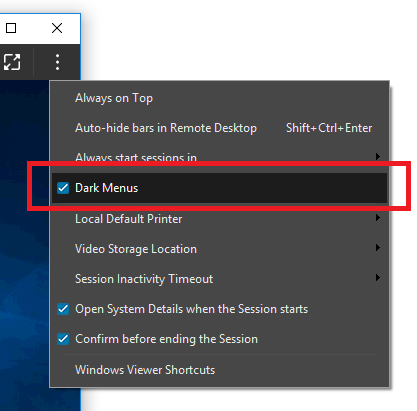 Always on Top
Auto-hide bars in Remote Desktop Shift+Ctrl+Enter
Always start sessions in
Dark Menus
Local Default Printer
Video Storage Location
Session Inactivity Timeout
Open System Details when the Session starts
Confirm before ending the Session
Windows Viewer Shortcuts